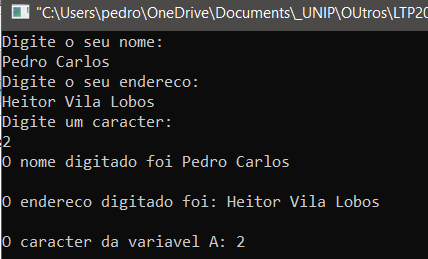 "C:\Users\pedro\OneDrive\Documents\_UNIP\OUtros\LTP20
Digite o seu nome:
Pedro Carlos
Digite o seu endereco:
Heitor Vila Lobos
Digite um caracter:
2
O nome digitado foi Pedro Carlos
O endereco digitado foi: Heitor Vila Lobos
O caracter da variavel A: 2